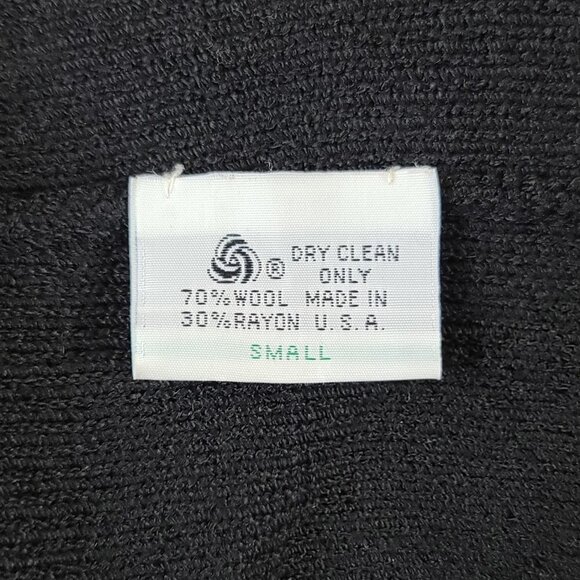 ® DRY CLEAN
ONLY
70% WOOL MADE IN
30% RAYON U.S.A.
SMALL